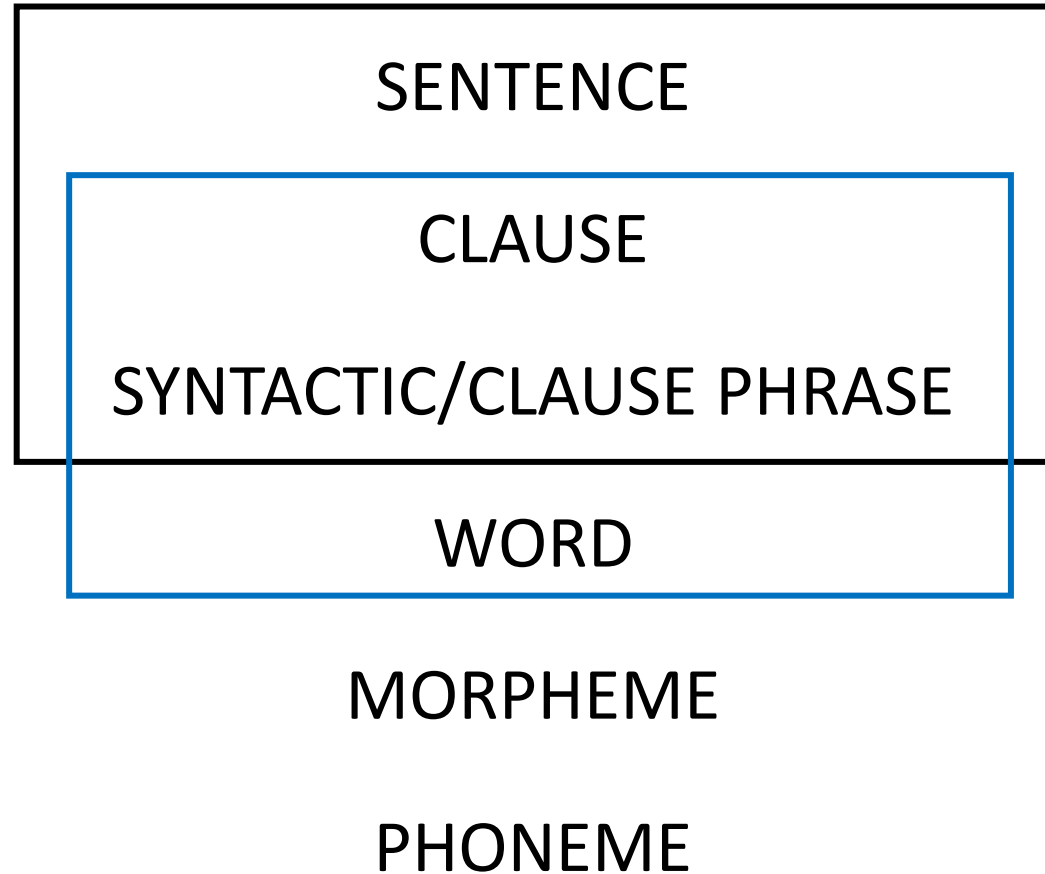 SENTENCE
CLAUSE
SYNTACTIC/CLAUSE PHRASE
WORD
MORPHEME
PHONEME